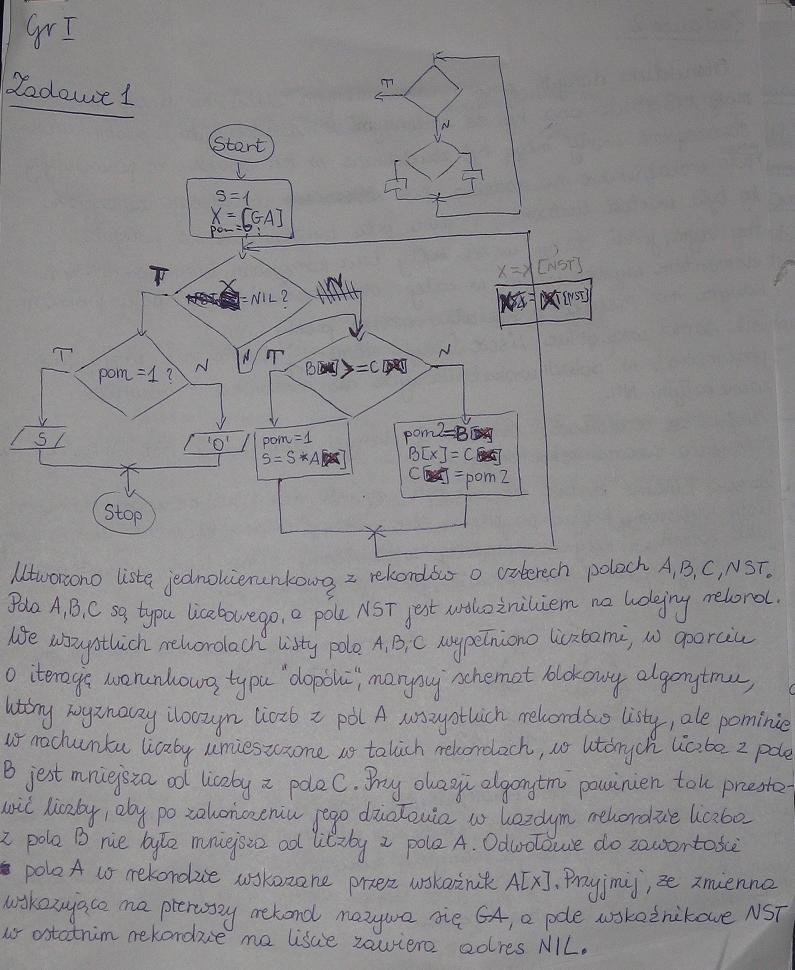 Gr I
Zadanie 1
T
N
Start
S=1
X=[GA]
pom=0
X=X[NST]
[NST]
T
X
=NIL?
N
T
pom=1?
N
T
B[x]>=C[x]
N
S
'0'
pom=1
S=S*A[x]
pom2=B[x]
B[x]=C[x]
C[x]=pom2
Stop
Utworzono listę jednokierunkową z rekordów o czterech polach A,B,C,NST.
Pola A,B,C są typu liczbowego, a pole NST jest wskaźnikiem na kolejny rekord.
We wszystkich rekordach listy pola A,B,C wypełniono liczbami, w oparciu
o iterację warunkową typu "dopóki", narysuj schemat blokowy algorytmu,
który wyznaczy iloczyn liczb z pól A wszystkich rekordów listy, ale pominie
w rachunku liczby umieszczone w takich rekordach, w których liczba z pola
B jest mniejsza od liczby z pola C. Przy okazji algorytm powinien tak przesta-
wić liczby, aby po zakończeniu jego działania w każdym rekordzie liczba
z pola B nie była mniejsza od liczby z pola A. Odwołanie do zawartości
pola A w rekordzie wskazane przez wskaźnik A[X]. Przyjmij, że zmienna
wskazująca na pierwszy rekord nazywa się GA, a pole wskaźnikowe NST
w ostatnim rekordzie na liście zawiera adres NIL.